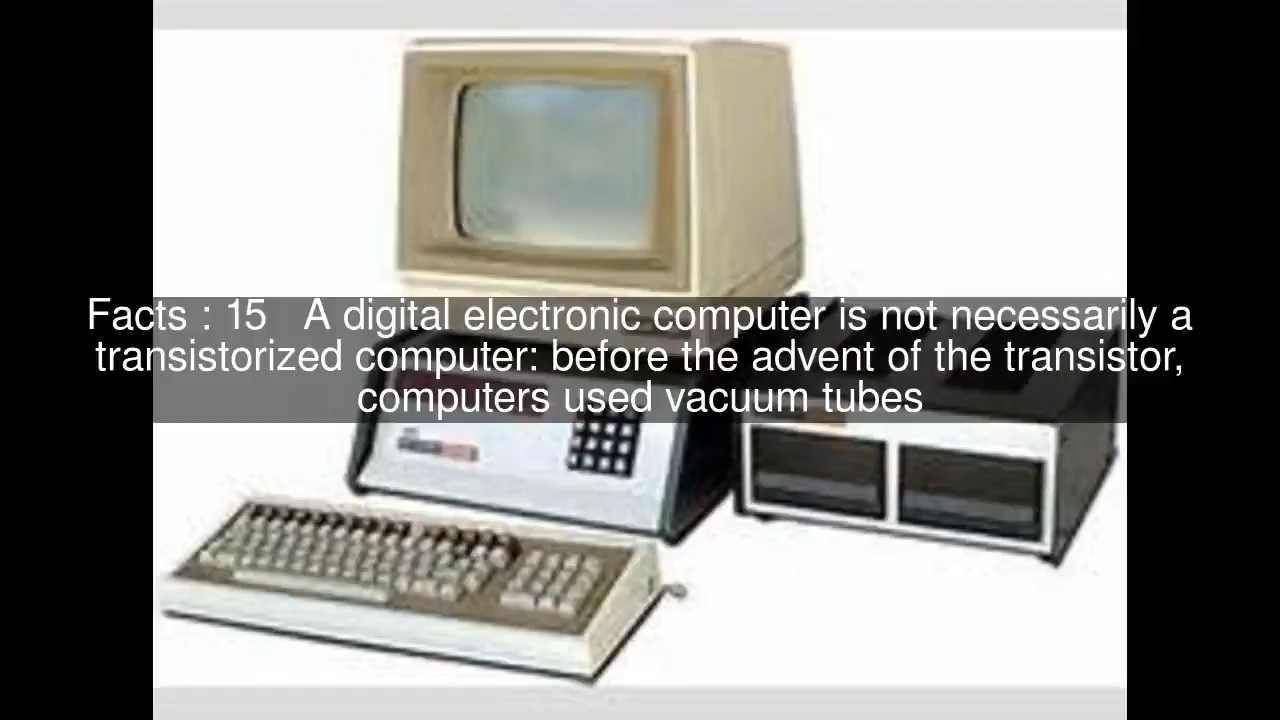 Facts : 15 A digital electronic computer is not necessarily a
transistorized computer: before the advent of the transistor,
computers used vacuum tubes